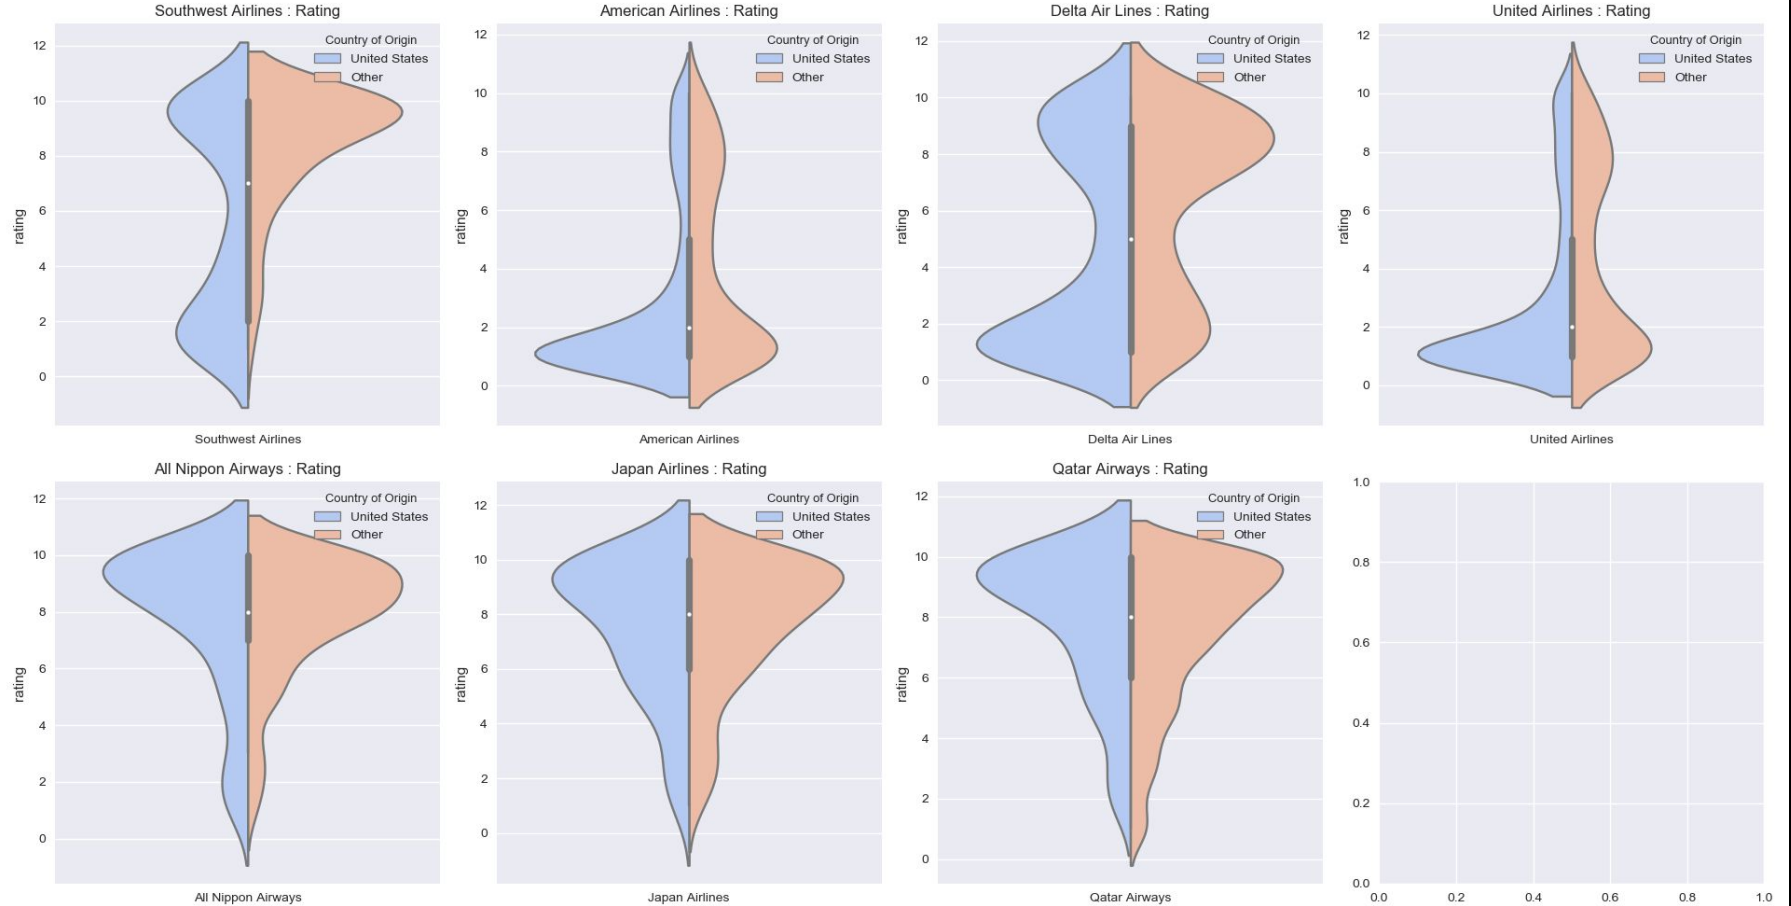 Southwest Airlines : Rating
12
10
8
6
4
2
0
rating
Country of Origin
United States
Other
Southwest Airlines
American Airlines : Rating
12
10
8
6
4
2
0
rating
Country of Origin
United States
Other
American Airlines
Delta Air Lines : Rating
12
10
8
6
4
2
0
rating
Country of Origin
United States
Other
Delta Air Lines
United Airlines : Rating
12
10
8
6
4
2
0
rating
Country of Origin
United States
Other
United Airlines
All Nippon Airways : Rating
12
10
8
6
4
2
0
rating
Country of Origin
United States
Other
All Nippon Airways
Japan Airlines : Rating
12
10
8
6
4
2
0
rating
Country of Origin
United States
Other
Japan Airlines
Qatar Airways : Rating
12
10
8
6
4
2
0
rating
Country of Origin
United States
Other
Qatar Airways
1.0
0.8
0.6
0.4
0.2
0.0
0.0 0.2 0.4 0.6 0.8 1.0